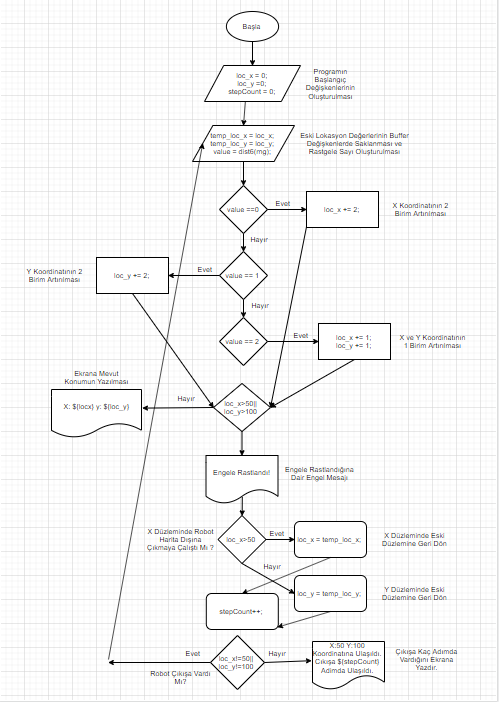 Başla
loc_x = 0;
loc_y =0;
stepCount = 0;
Programın
Başlangıç
Değişkenlerinin
Oluşturulması
temp_loc_x = loc_x;
temp_loc_y = loc_y;
value = dist6(rng);
Eski Lokasyon Değerlerinin Buffer
Değişkenlerde Saklanması ve
Rastgele Sayı Oluşturulması
value ==0
Evet
loc_x += 2;
X Koordinatının 2
Birim Artırılması
Hayır
Y Koordinatının 2
Birim Artırılması
loc_y += 2;
Evet
value == 1
Hayır
value == 2
Evet
loc_x += 1;
loc_y += 1;
X ve Y Koordinatının
1 Birim Artırılması
Ekrana Mevut
Konumun Yazılması
X: $(locx) y: $(loc_y)
Hayır
loc_x>50||
loc_y>100
Engele Rastlandı!
Engele Rastlandığına
Dair Engel Mesajı
X Düzleminde Robot
Harita Dışına
Çıkmaya Çalıştı Mı ?
loc_x>50
Evet
loc_x = temp_loc_x;
X Düzleminde Eski
Düzlemine Geri Dön
Hayır
loc_y = temp_loc_y;
Y Düzleminde Eski
Düzlemine Geri Dön
stepCount++;
Evet
Robot Çıkışa Vardı
Mı?
loc_x!=50||
loc_y!=100
Hayır
X:50 Y:100
Koordinatına Ulaşıldı.
Çıkışa $(stepCount)
Adımda Ulaşıldı.
Çıkışa Kaç Adımda
Vardığını Ekrana
Yazdır.